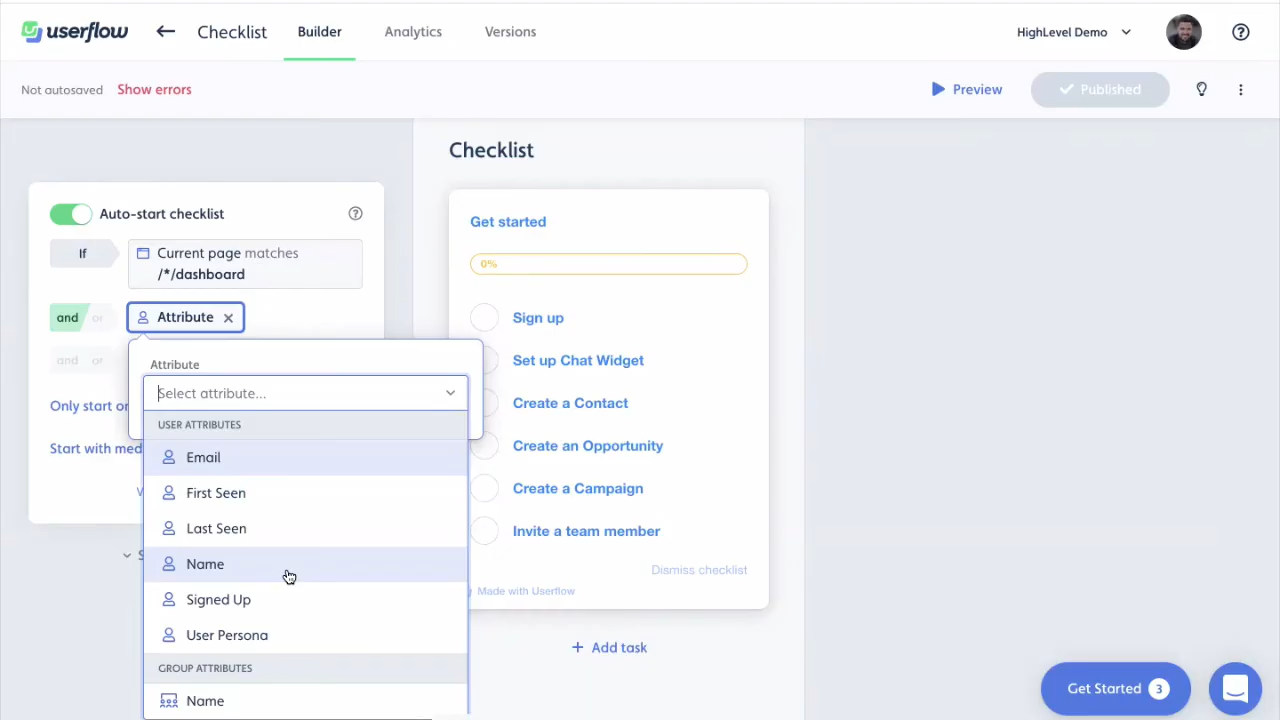 userflow
Checklist
Builder
Analytics
Versions
HighLevel Demo
Not autosaved
Show errors
Preview
Published
Auto-start checklist
If
Current page matches
/*/dashboard
and or
Attribute
and or
Only start on
Start with med
Attribute
Select attribute...
USER ATTRIBUTES
Email
First Seen
Last Seen
Name
Signed Up
User Persona
GROUP ATTRIBUTES
Name
Checklist
Get started
0%
Sign up
Set up Chat Widget
Create a Contact
Create an Opportunity
Create a Campaign
Invite a team member
Dismiss checklist
Made with Userflow
+ Add task
Get Started 3